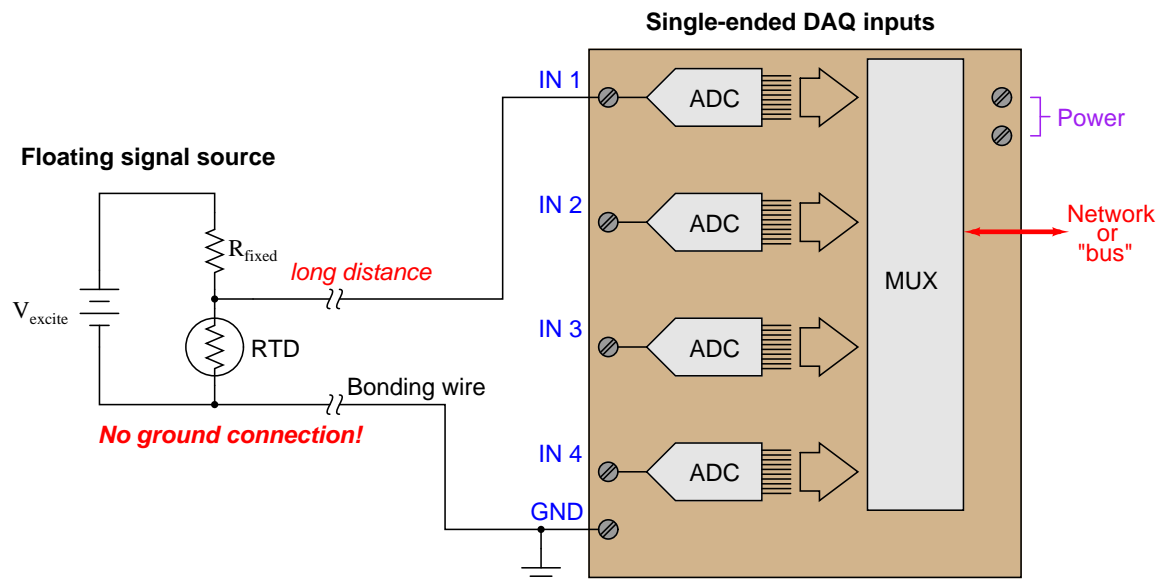 Single-ended DAQ inputs
IN 1
ADC
Power
Floating signal source
IN 2
ADC
Network
or
"bus"
Rfixed
long distance
MUX
Vexcite
IN 3
ADC
RTD
Bonding wire
No ground connection!
IN 4
ADC
GND